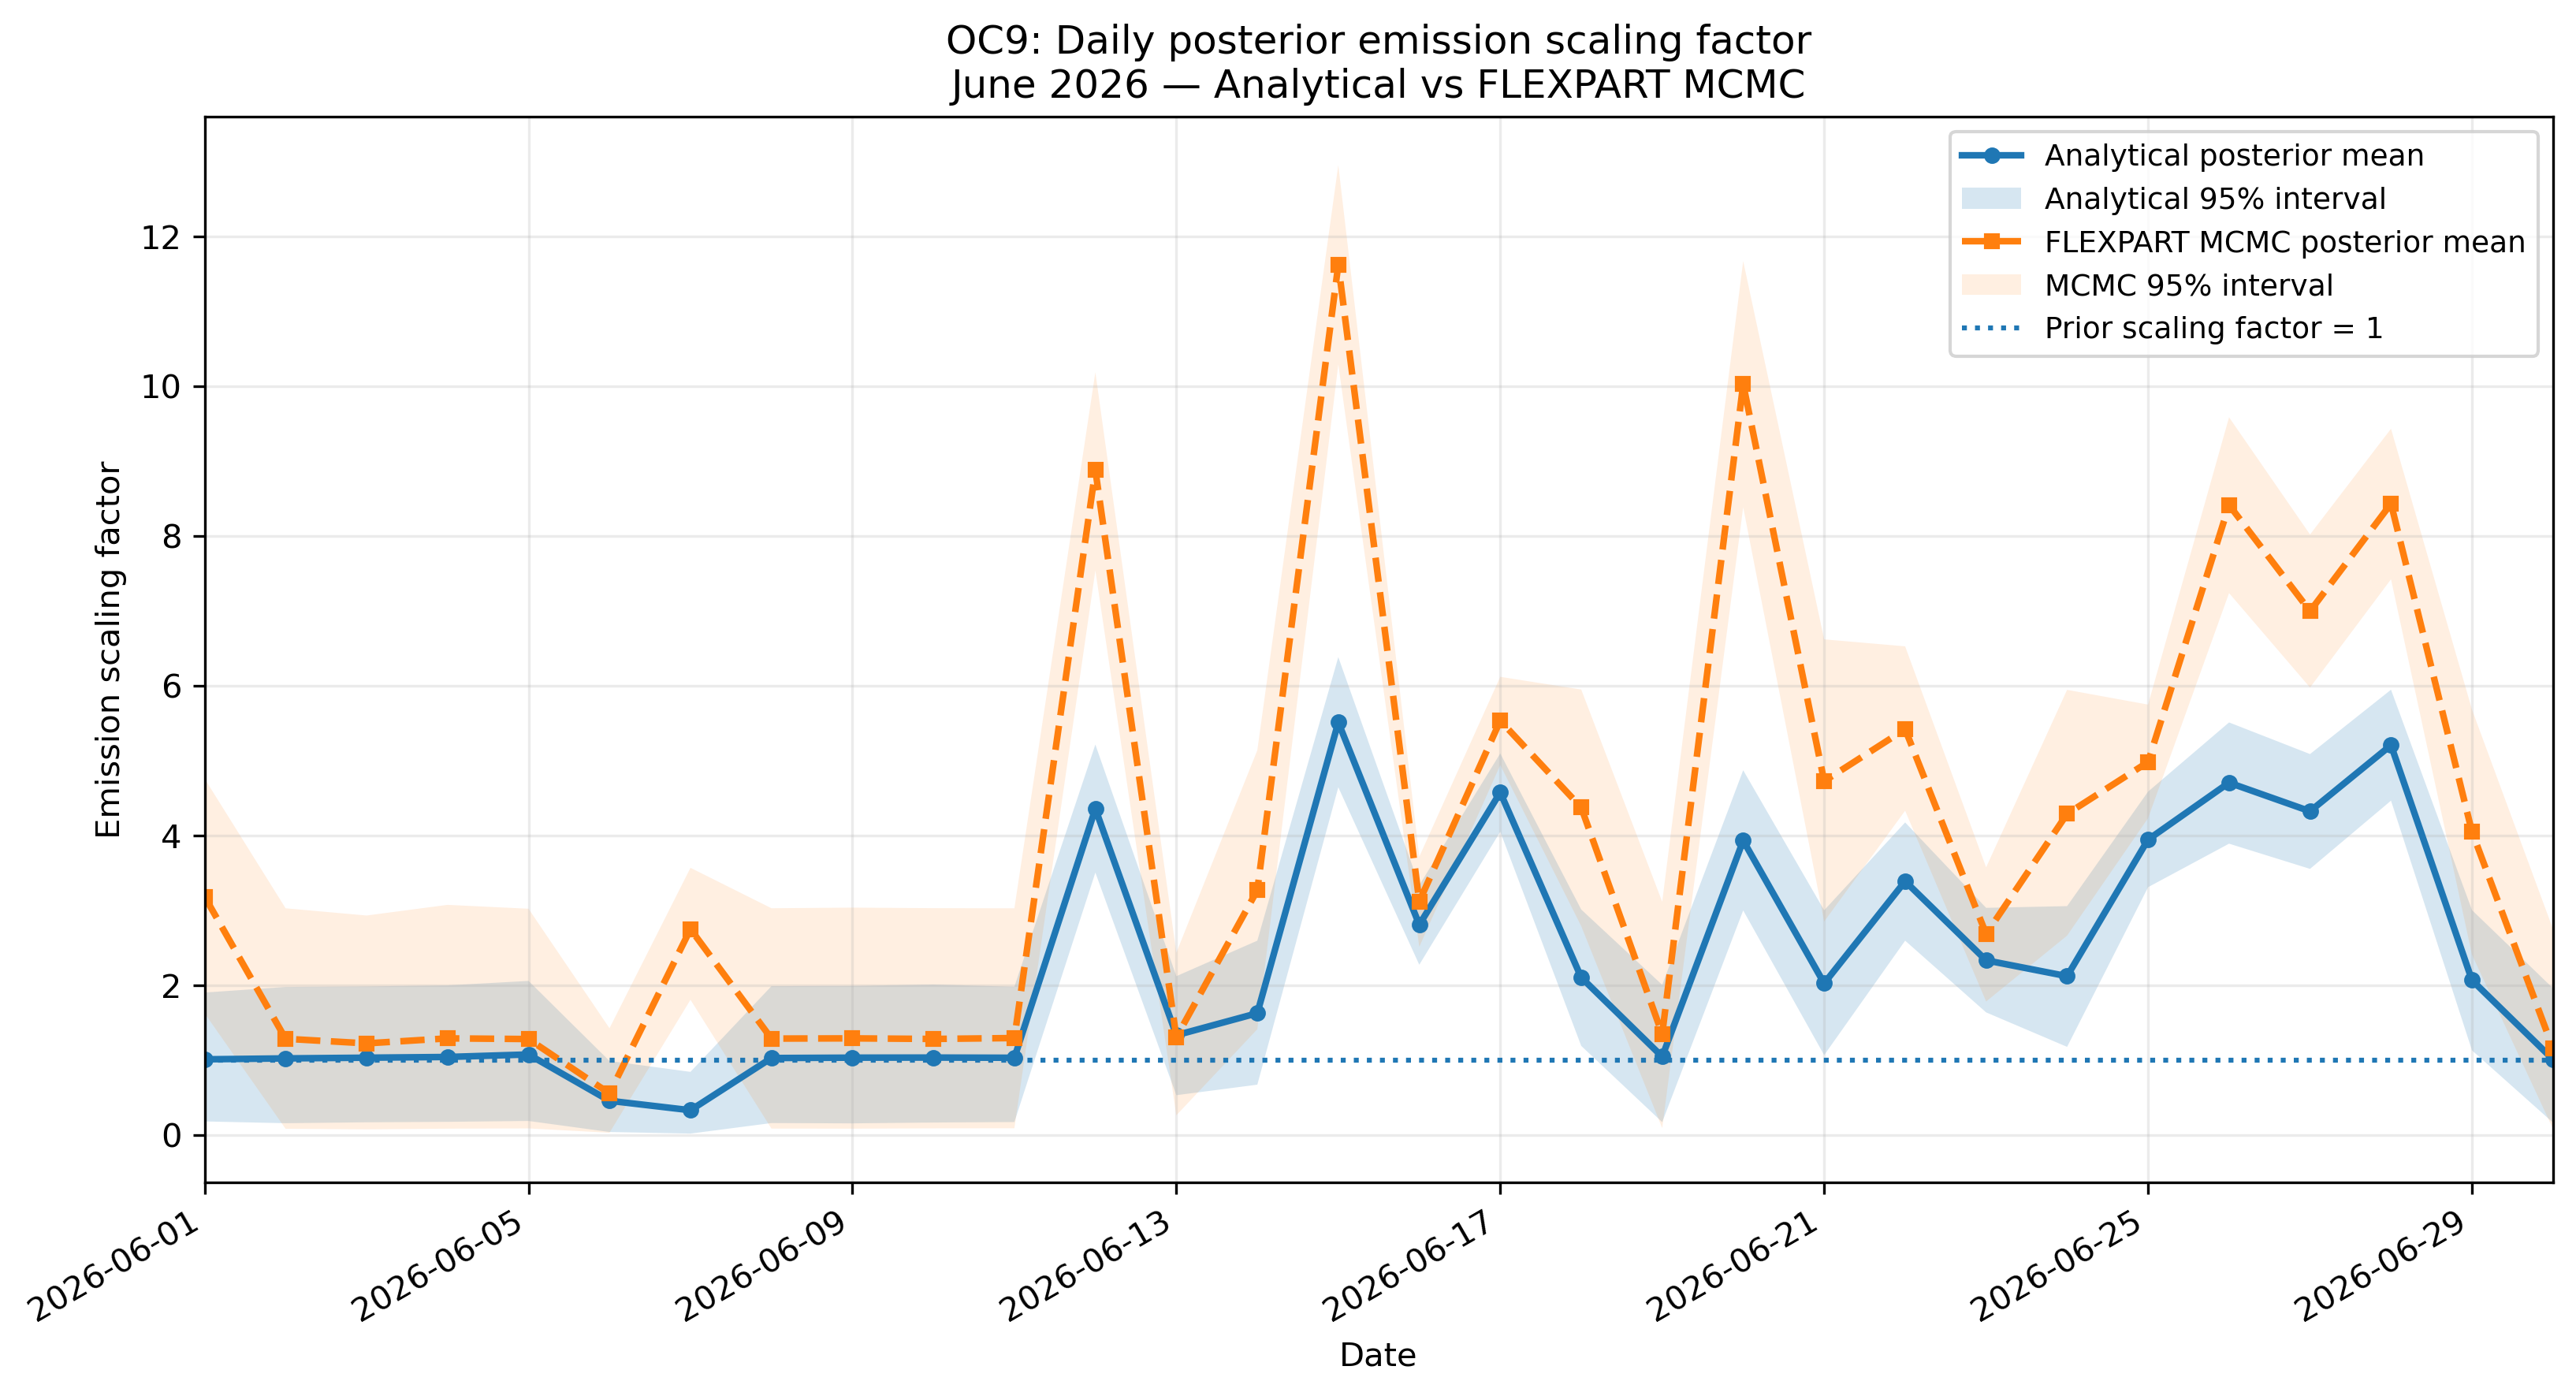 OC9: Daily posterior emission scaling factor
June 2026 — Analytical vs FLEXPART MCMC
Analytical posterior mean
Analytical 95% interval
FLEXPART MCMC posterior mean
MCMC 95% interval
Prior scaling factor = 1
Emission scaling factor
12
10
8
6
4
2
0
2026-06-01
2026-06-05
2026-06-09
2026-06-13
2026-06-17
2026-06-21
2026-06-25
2026-06-29
Date